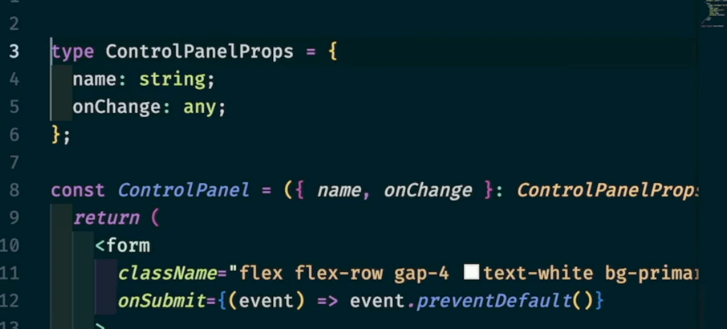 2
3 type ControlPanelProps = {
4 name: string;
5 onChange: any;
6 };
7
8 const ControlPanel = ({ name, onChange }: ControlPanelProps
9 return (
10 <form
11 className="flex flex-row gap-4 text-white bg-primar
12 onSubmit={(event) => event.preventDefault()}
13 >